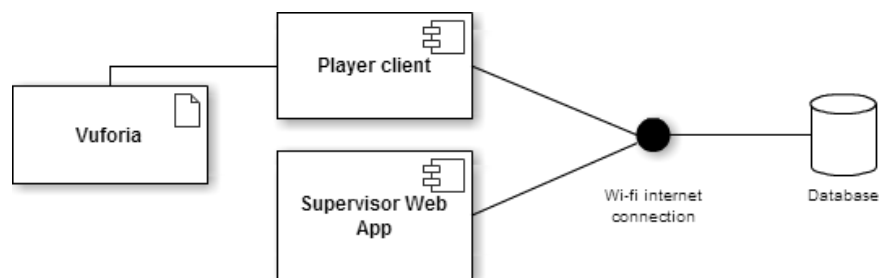 Player client
Vuforia
Supervisor Web
App
Wi-fi internet
connection
Database